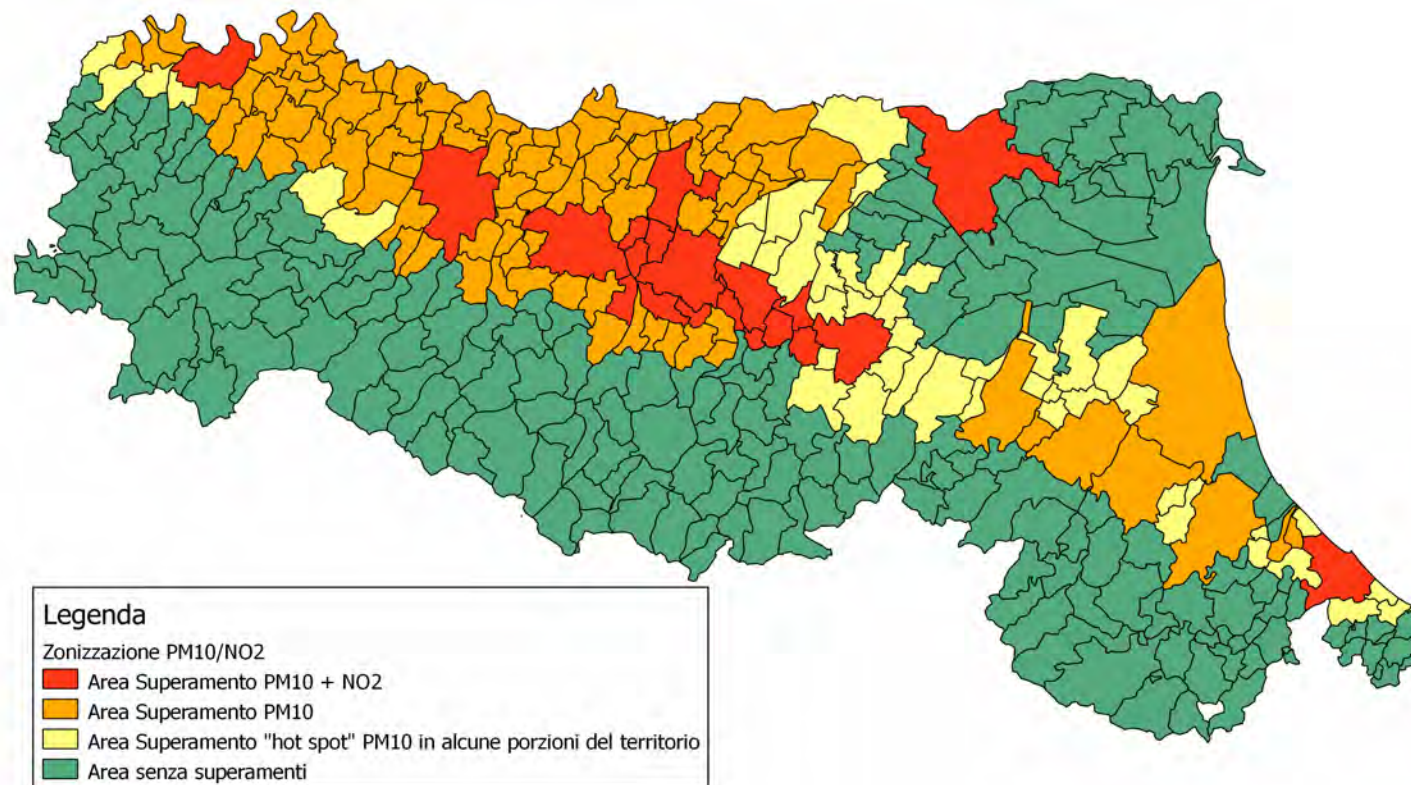 Legenda
Zonizzazione PM10/NO2
Area Superamento PM10 + NO2
Area Superamento PM10
Area Superamento "hot spot" PM10 in alcune porzioni del territorio
Area senza superamenti